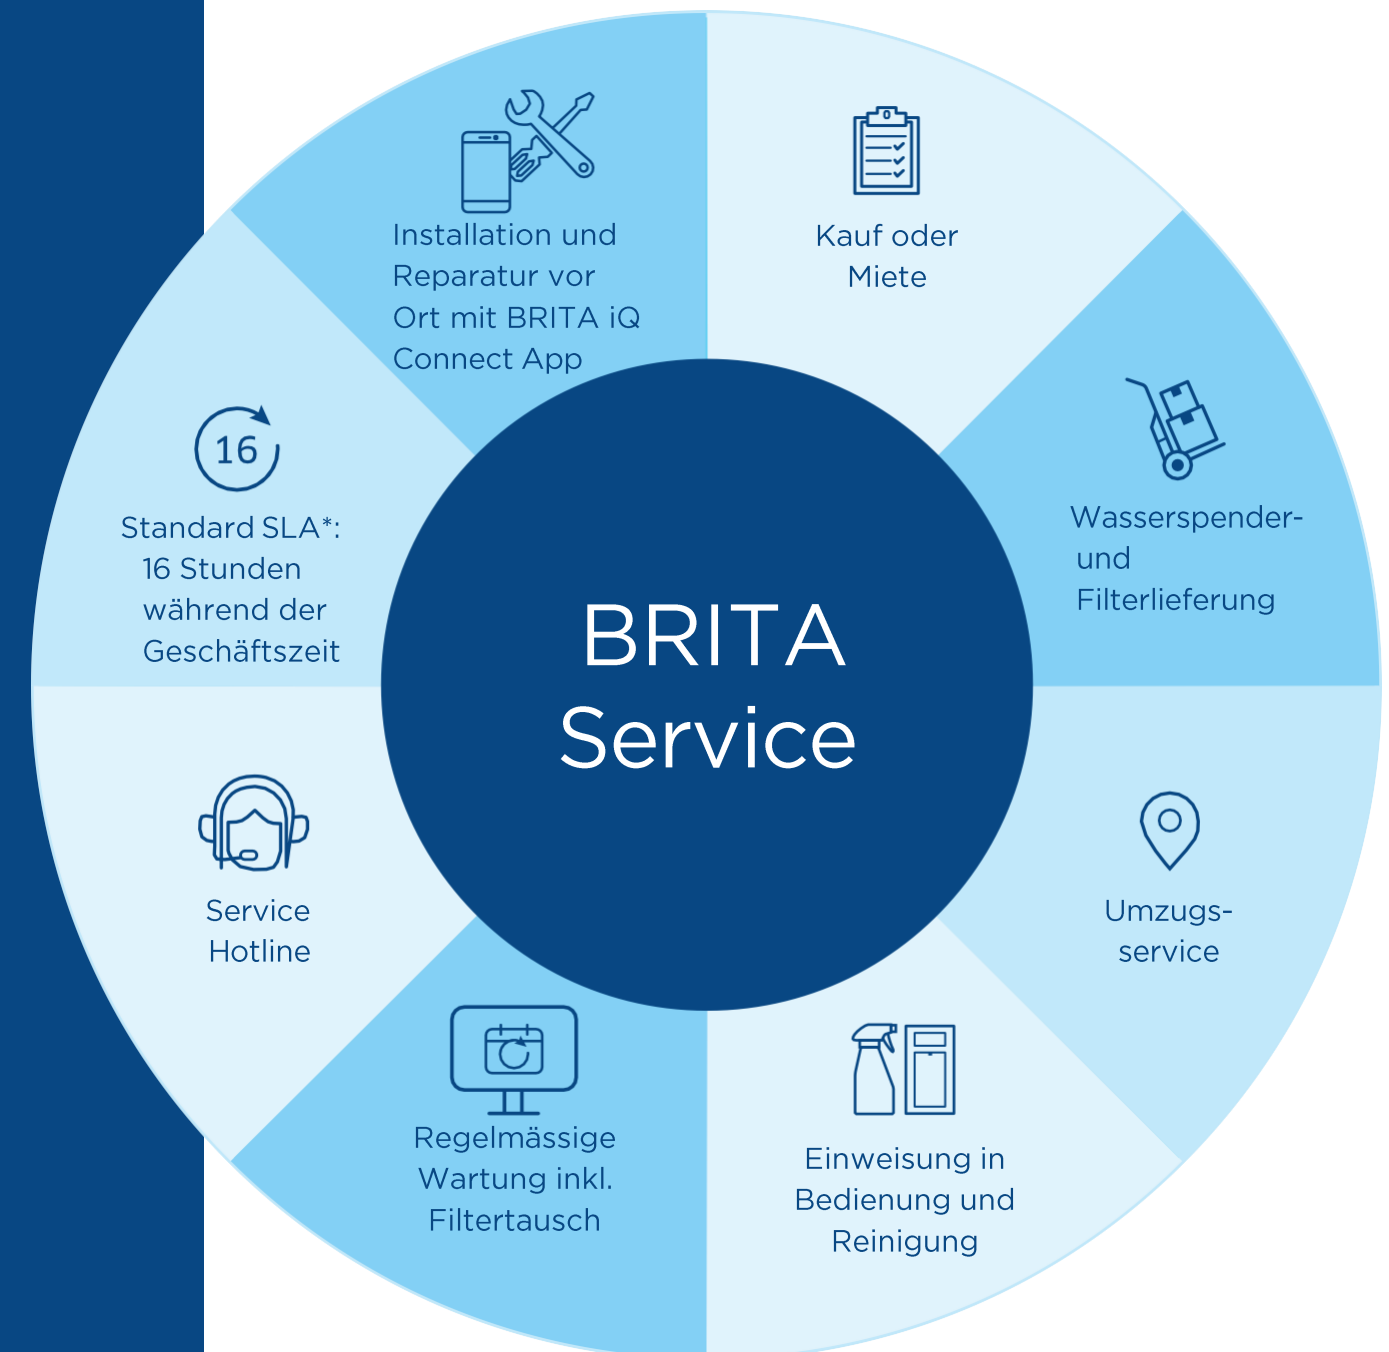 Installation und
Reparatur vor
Ort mit BRITA iQ
Connect App
Kauf oder
Miete
Wasserspender-
und
Filterlieferung
Umzugs-
service
Einweisung in
Bedienung und
Reinigung
Regelmässige
Wartung inkl.
Filtertausch
Service
Hotline
16
Standard SLA*:
16 Stunden
während der
Geschäftszeit
BRITA
Service